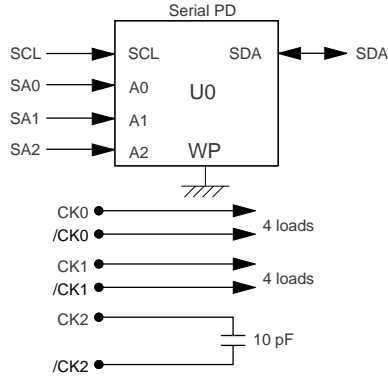 Serial PD
SCL SCL SDA SDA
SA0 A0 U0
SA1 A1
SA2 A2 WP
CK0
/CK0 4 loads
CK1
/CK1 4 loads
CK2
10 pF
/CK2